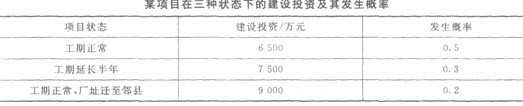 某项目在三种状态下的建设投资及其发生概率
项目状态 建设投资/万元 发生概率
工期正常 6 500 0.5
工期延长半年 7 500 0.3
工期正常,厂址迁至邻县 9 000 0.2